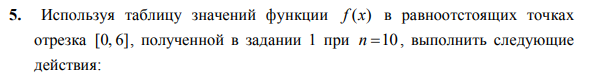 5. Используя таблицу значений функции f(x) в равноотстоящих точках
отрезка [0, 6], полученной в задании 1 при n=10, выполнить следующие
действия: